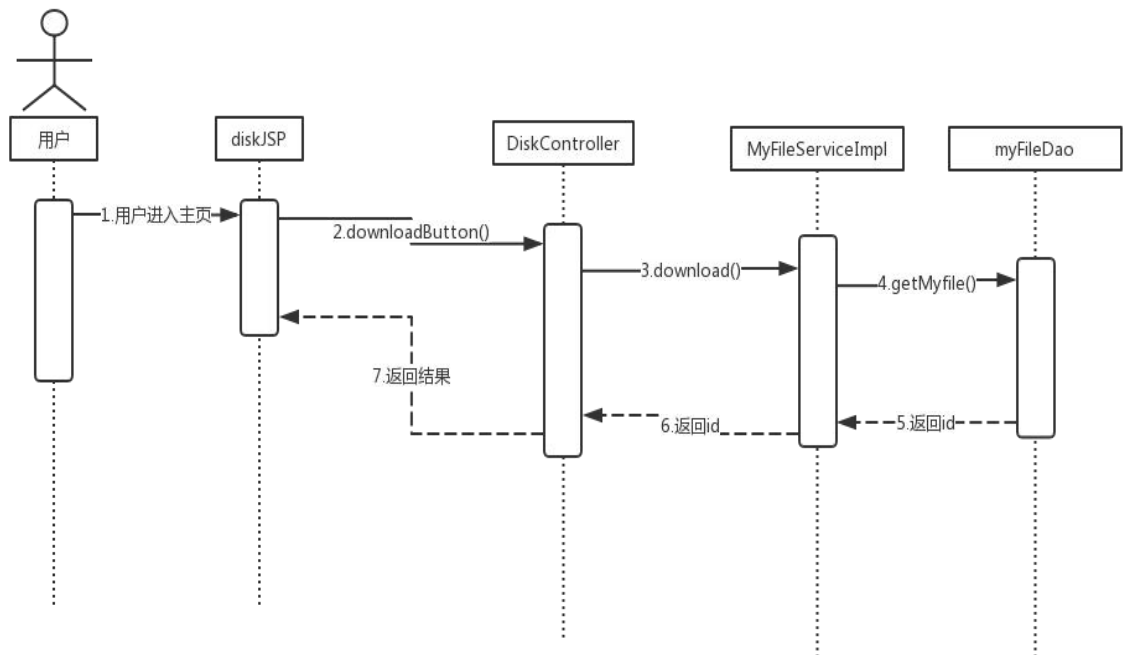 用户
diskJSP
DiskController
MyFileServiceImpl
myFileDao
1.用户进入主页
2.downloadButton()
3.download()
4.getMyfile()
7.返回结果
6.返回id
5.返回id